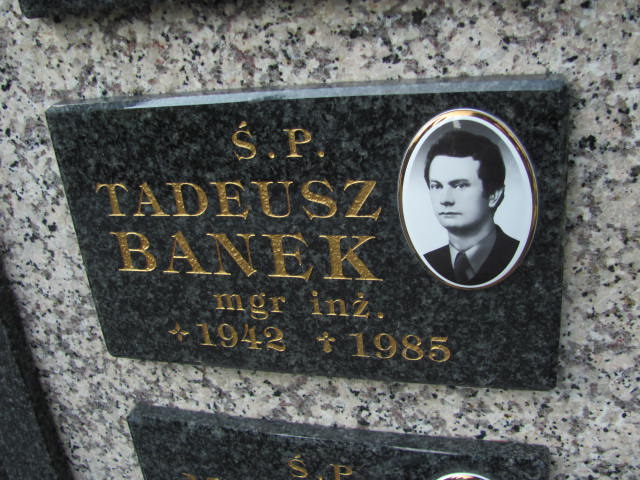 Ś.P.
TADEUSZ
BANEK
mgr inż.
✢1942 ✝1985
Ś.P.